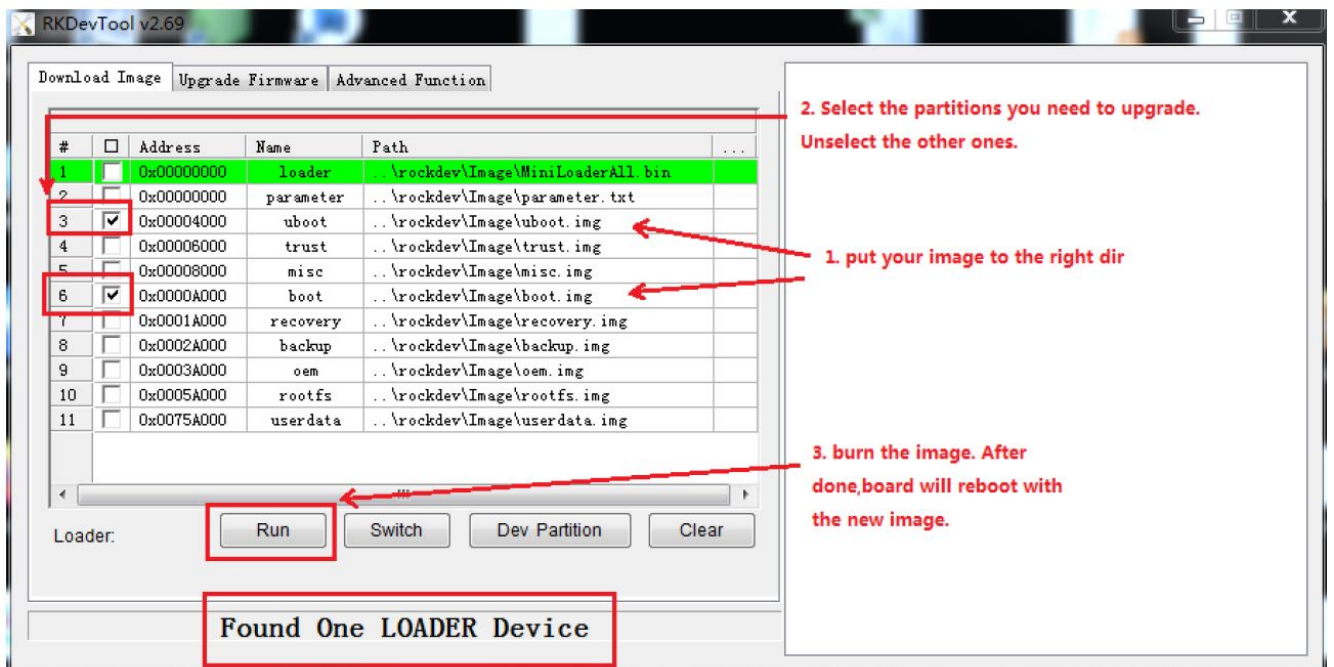 RKDevTool v2.69
Download Image Upgrade Firmware Advanced Function
# Address Name Path ...
1 0x00000000 loader ..\rockdev\Image\MiniLoaderAll.bin
2 0x00000000 parameter ..\rockdev\Image\parameter.txt
3 0x00004000 uboot ..\rockdev\Image\uboot.img
4 0x00006000 trust ..\rockdev\Image\trust.img
5 0x00008000 misc ..\rockdev\Image\misc.img
6 0x0000A000 boot ..\rockdev\Image\boot.img
7 0x0001A000 recovery ..\rockdev\Image\recovery.img
8 0x0002A000 backup ..\rockdev\Image\backup.img
9 0x0003A000 oem ..\rockdev\Image\oem.img
10 0x0005A000 rootfs ..\rockdev\Image\rootfs.img
11 0x0075A000 userdata ..\rockdev\Image\userdata.img
Loader: Run Switch Dev Partition Clear
Found One LOADER Device
2. Select the partitions you need to upgrade.
Unselect the other ones.
1. put your image to the right dir
3. burn the image. After
done,board will reboot with
the new image.